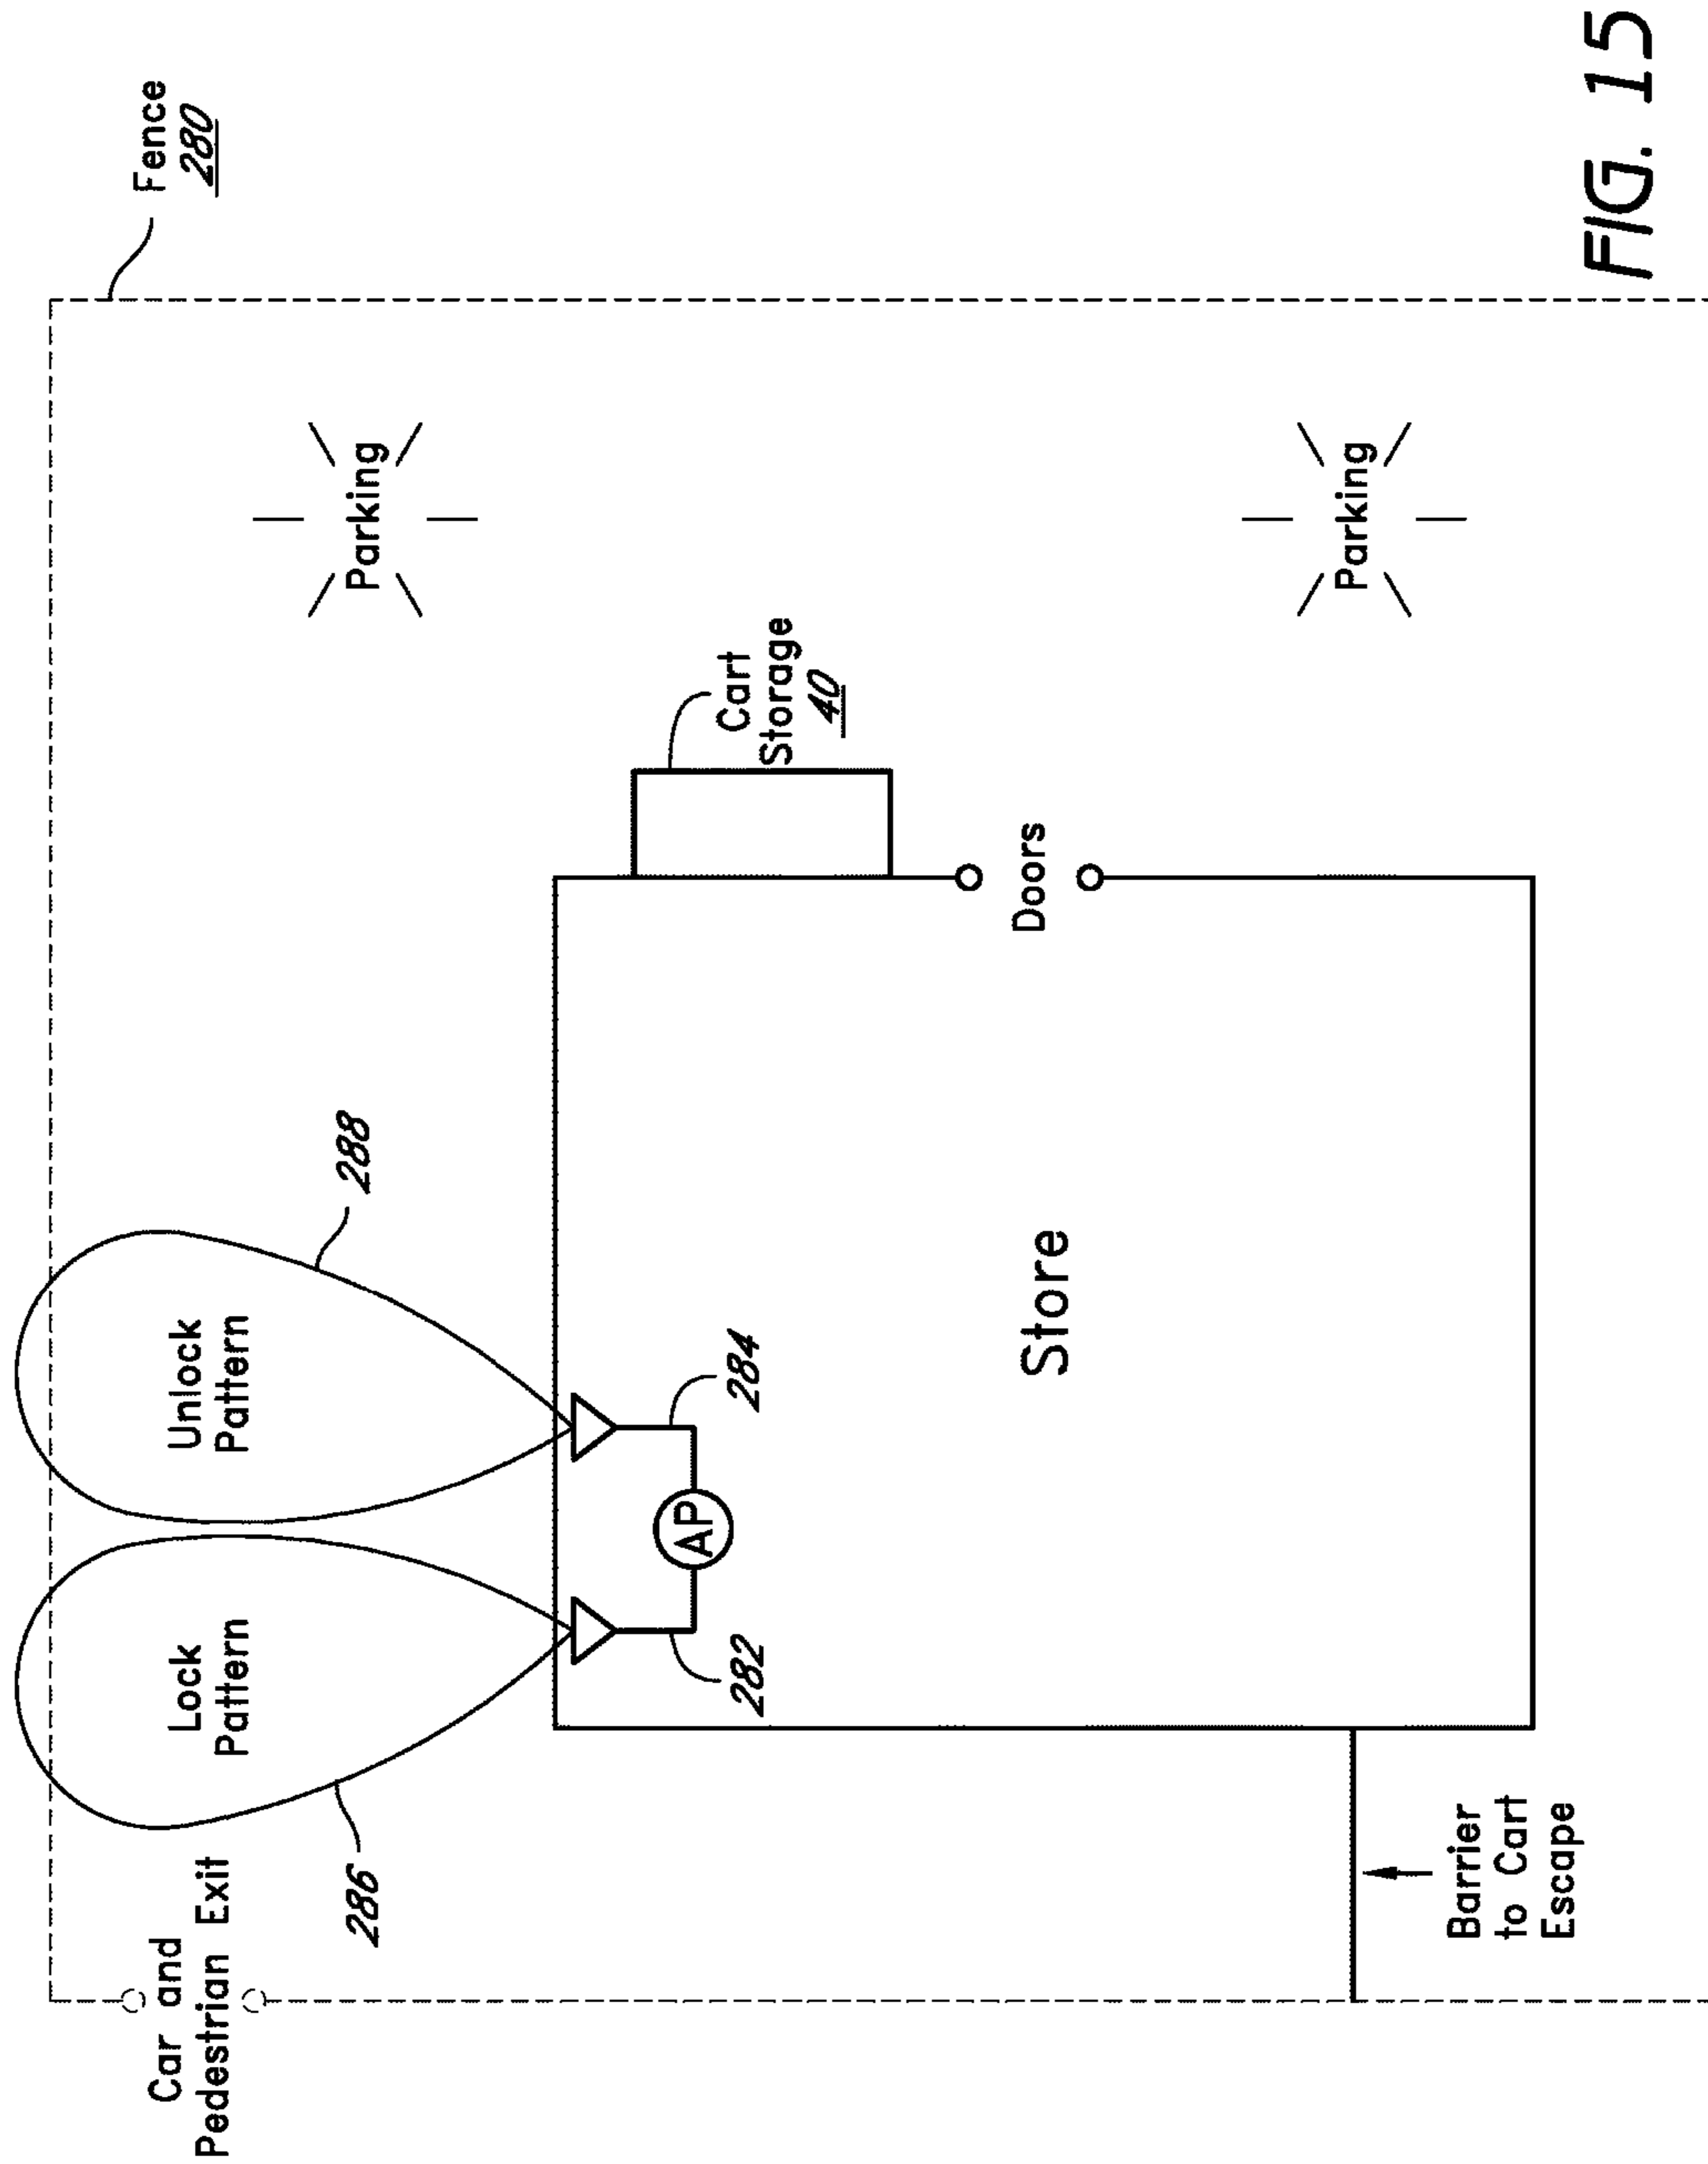 Car and
Pedestrian Exit
286
Lock
Pattern
Unlock
Pattern
288
Fence
280
Parking
282
AP
284
Cart
Storage
40
Store
Doors
Barrier
to Cart
Escape
Parking
FIG. 15